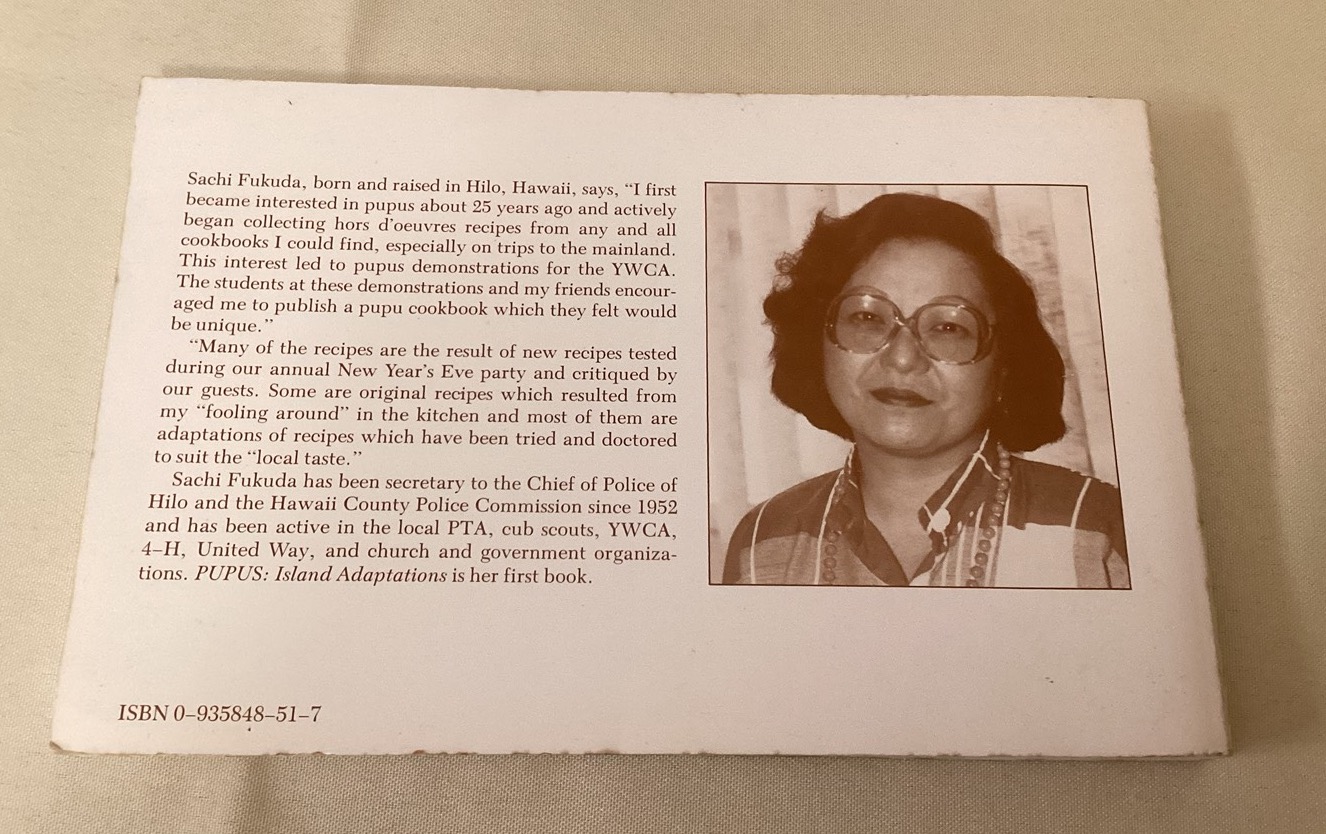 Sachi Fukuda, born and raised in Hilo, Hawaii, says, “I first
became interested in pupus about 25 years ago and actively
began collecting hors d'oeuvres recipes from any and all
cookbooks I could find, especially on trips to the mainland.
This interest led to pupus demonstrations for the YWCA.
The students at these demonstrations and my friends encour-
aged me to publish a pupu cookbook which they felt would
be unique.”
“Many of the recipes are the result of new recipes tested
during our annual New Year's Eve party and critiqued by
our guests. Some are original recipes which resulted from
my “fooling around” in the kitchen and most of them are
adaptations of recipes which have been tried and doctored
to suit the “local taste.”
Sachi Fukuda has been secretary to the Chief of Police of
Hilo and the Hawaii County Police Commission since 1952
and has been active in the local PTA, cub scouts, YWCA,
4–H, United Way, and church and government organiza-
tions. PUPUS: Island Adaptations is her first book.
ISBN 0–935848–51–7